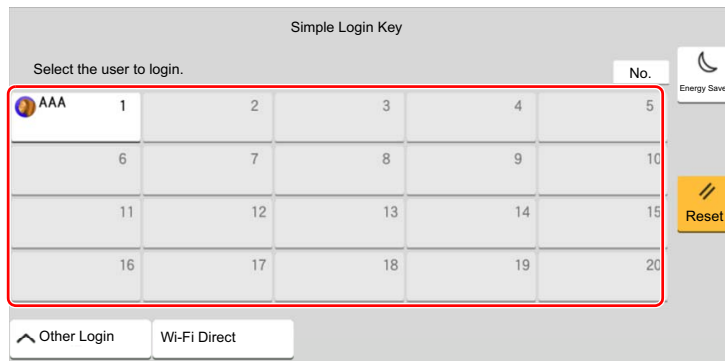 Simple Login Key
Select the user to login.
No.
Energy Save
AAA 1 2 3 4 5
6 7 8 9 10
11 12 13 14 15
Reset
16 17 18 19 20
Other Login
Wi-Fi Direct